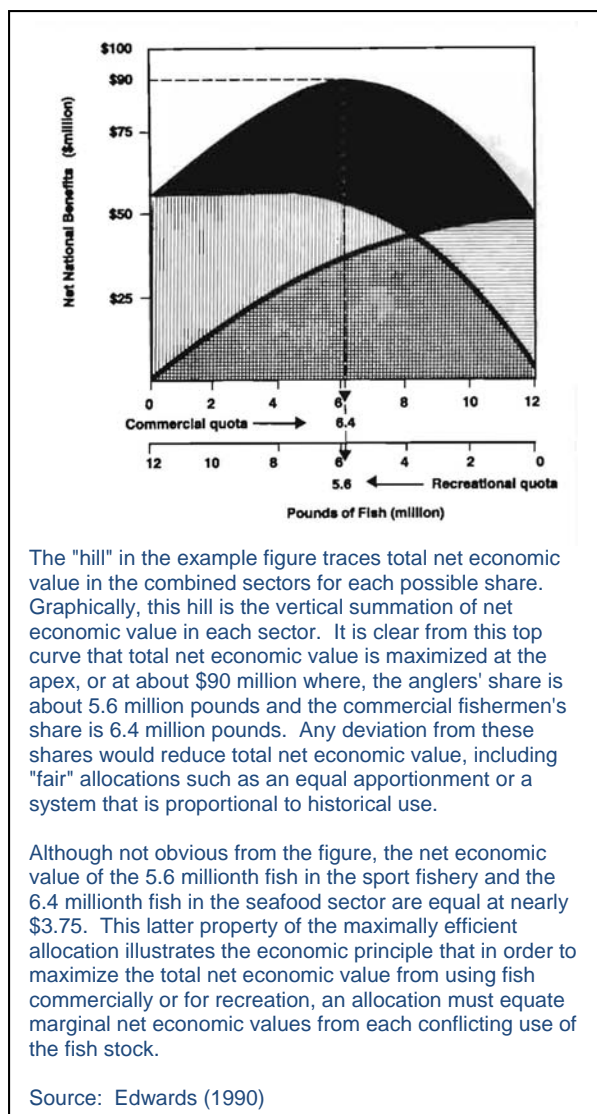 $100
$90
$75
$50
$25
Net National Benefits ($million)
0 2 4 6 8 10 12
Commercial quota 6.4
12 10 8 6 4 2 0
5.6 Recreational quota
Pounds of Fish (million)
The "hill" in the example figure traces total net economic
value in the combined sectors for each possible share.
Graphically, this hill is the vertical summation of net
economic value in each sector. It is clear from this top
curve that total net economic value is maximized at the
apex, or at about $90 million where, the anglers' share is
about 5.6 million pounds and the commercial fishermen's
share is 6.4 million pounds. Any deviation from these
shares would reduce total net economic value, including
"fair" allocations such as an equal apportionment or a
system that is proportional to historical use.
Although not obvious from the figure, the net economic
value of the 5.6 millionth fish in the sport fishery and the
6.4 millionth fish in the seafood sector are equal at nearly
$3.75. This latter property of the maximally efficient
allocation illustrates the economic principle that in order to
maximize the total net economic value from using fish
commercially or for recreation, an allocation must equate
marginal net economic values from each conflicting use of
the fish stock.
Source: Edwards (1990)